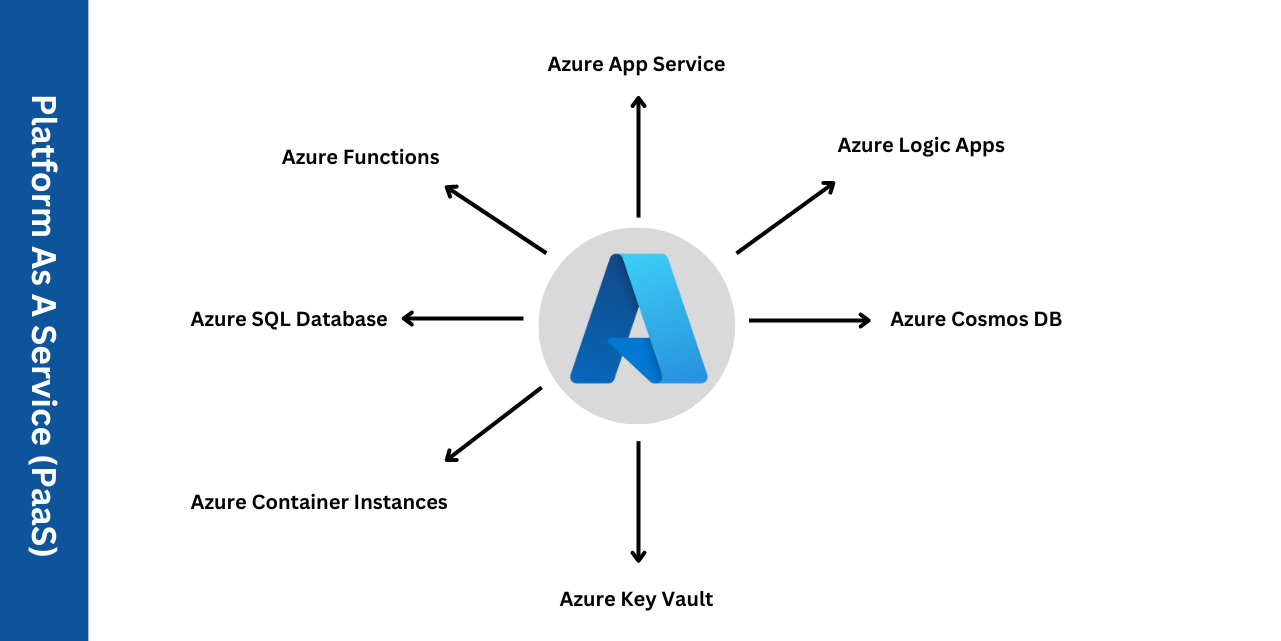 Platform As A Service (PaaS)
Azure App Service
Azure Logic Apps
Azure Functions
Azure SQL Database
Azure Cosmos DB
Azure Container Instances
Azure Key Vault